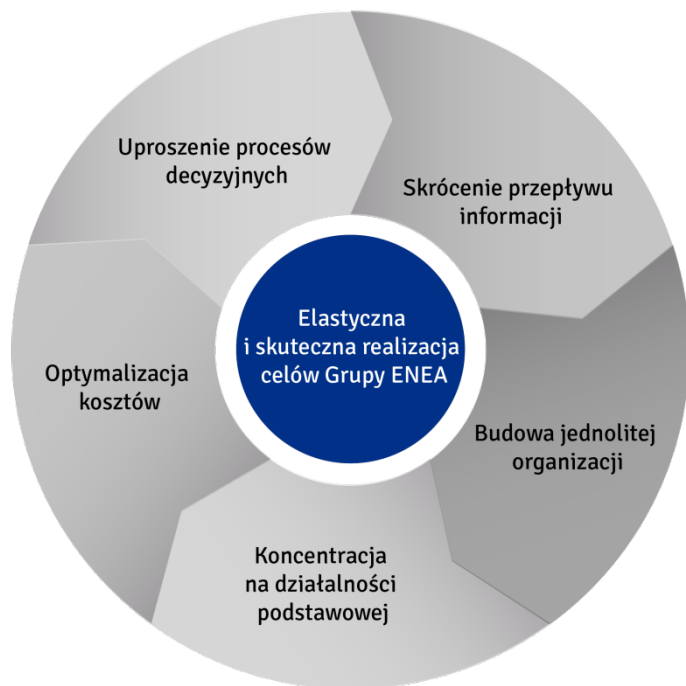 Uproszenie procesów
decyzyjnych
Skrócenie przepływu
informacji
Elastyczna
i skuteczna realizacja
celów Grupy ENEA
Optymalizacja
kosztów
Budowa jednolitej
organizacji
Koncentracja
na działalności
podstawowej